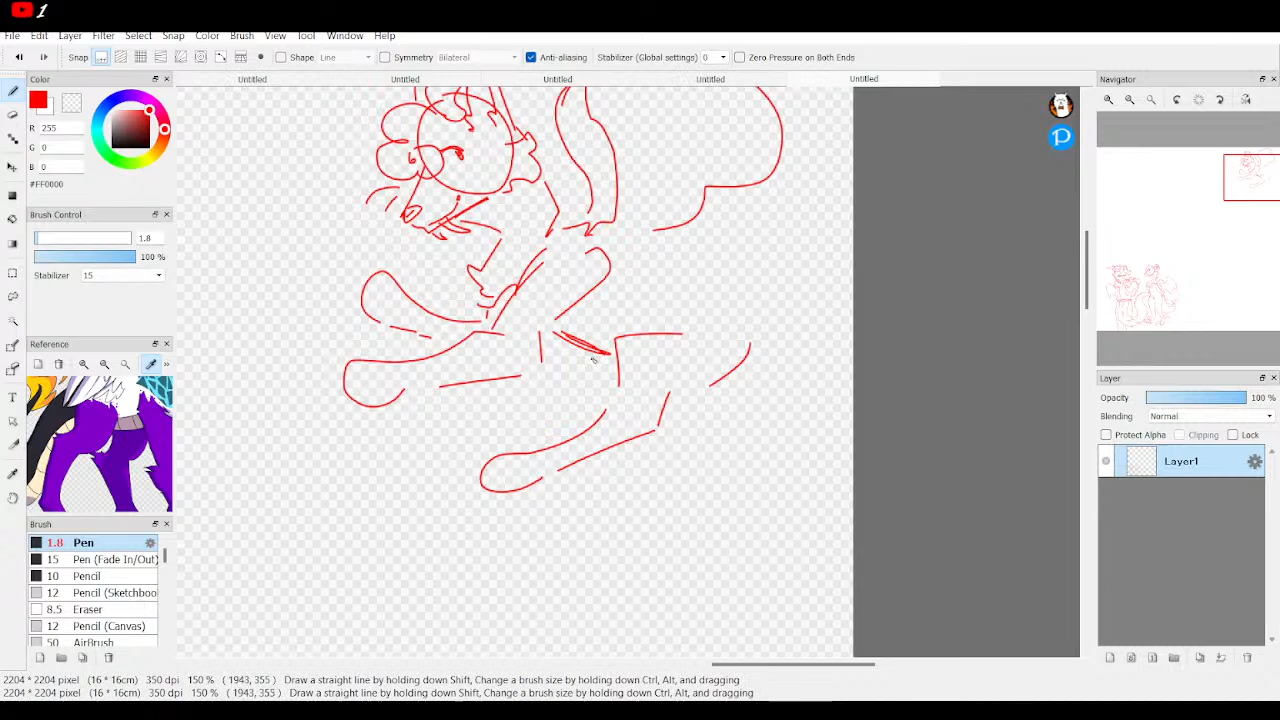 1
File Edit Layer Filter Select Snap Color Brush View Tool Window Help
Snap Shape Line Symmetry Bilateral Anti-aliasing Stabilizer (Global settings) 0 Zero Pressure on Both Ends
Color Untitled Untitled Untitled Untitled Untitled Navigator
R 255
G 0
B 0
#FF0000
Brush Control
1.8
100 %
Stabilizer 15
Reference
Layer
Opacity 100 %
Blending Normal
Protect Alpha Clipping Lock
Layer1
Brush
1.8 Pen
15 Pen (Fade In/Out)
10 Pencil
12 Pencil (Sketchboo
8.5 Eraser
12 Pencil (Canvas)
50 AirBrush
2204 * 2204 pixel (16 * 16cm) 350 dpi 150 % ( 1943, 355 ) Draw a straight line by holding down Shift, Change a brush size by holding down Ctrl, Alt, and dragging
2204 * 2204 pixel (16 * 16cm) 350 dpi 150 % ( 1943, 355 ) Draw a straight line by holding down Shift, Change a brush size by holding down Ctrl, Alt, and dragging